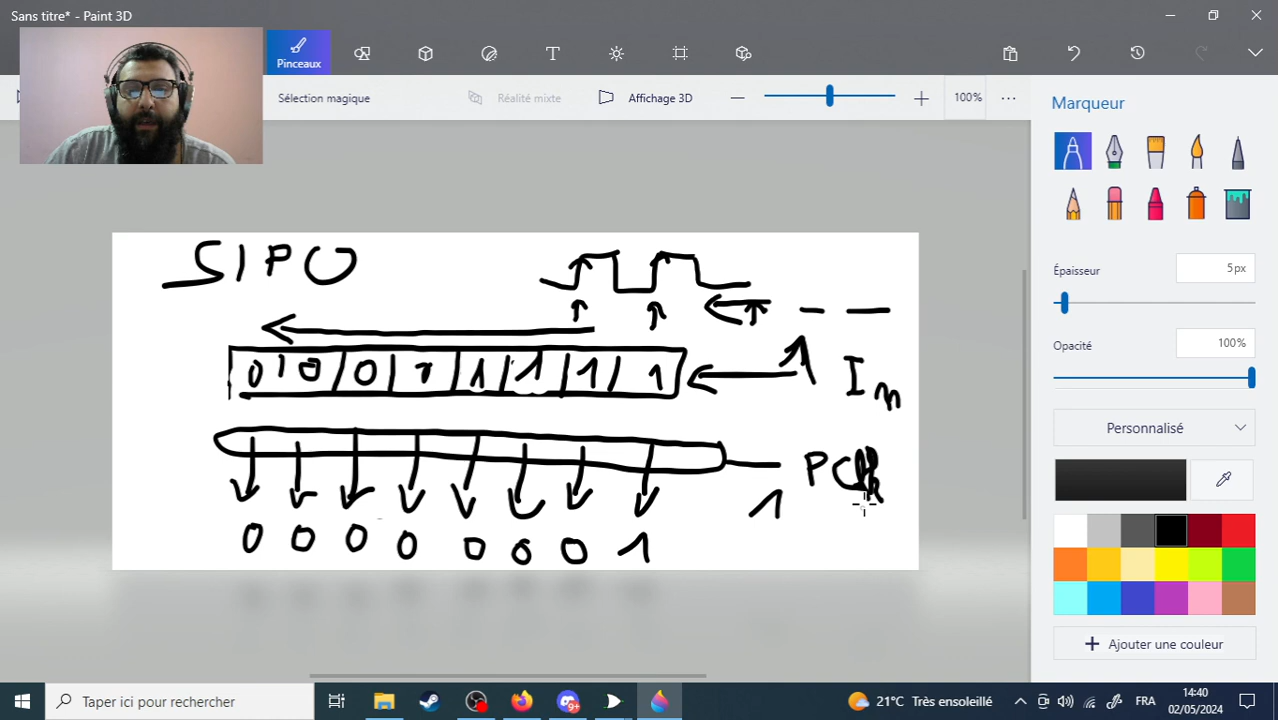 Sans titre* - Paint 3D
Pinceaux
Sélection magique
Réalité mixte
Affichage 3D
100%
Marqueur
Épaisseur
5px
Opacité
100%
Personnalisé
Ajouter une couleur
SIPO
0 0 0 1 1 1 1
1
In
1
0 0 0 0 0 0 0 1
Taper ici pour rechercher
9+
21°C Très ensoleillé
FRA
14:40
02/05/2024